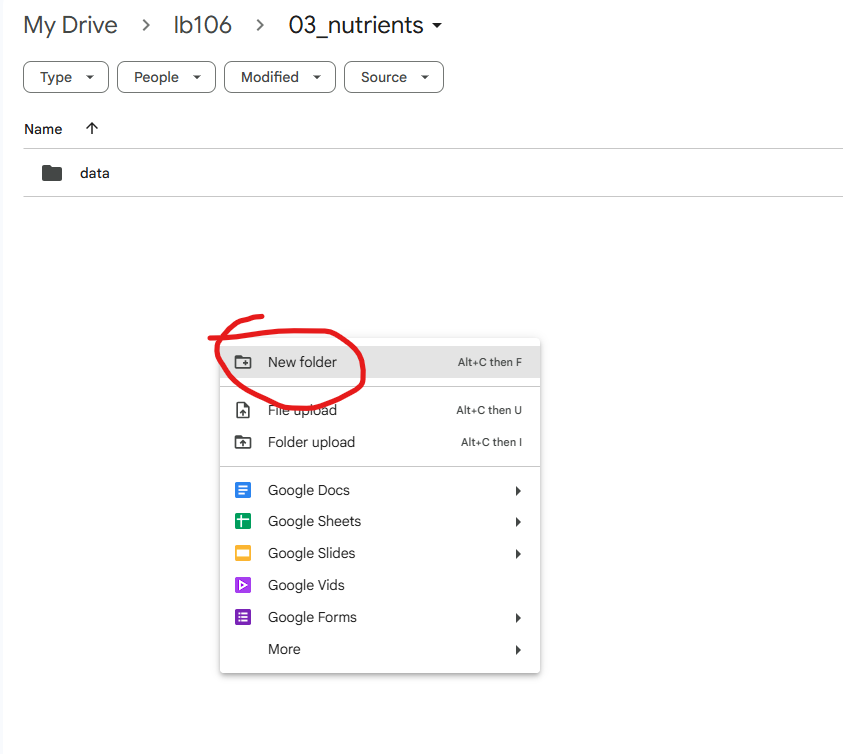 My Drive > lb106 > 03_nutrients
Type People Modified Source
Name
data
New folder Alt+C then F
File upload Alt+C then U
Folder upload Alt+C then I
Google Docs
Google Sheets
Google Slides
Google Vids
Google Forms
More